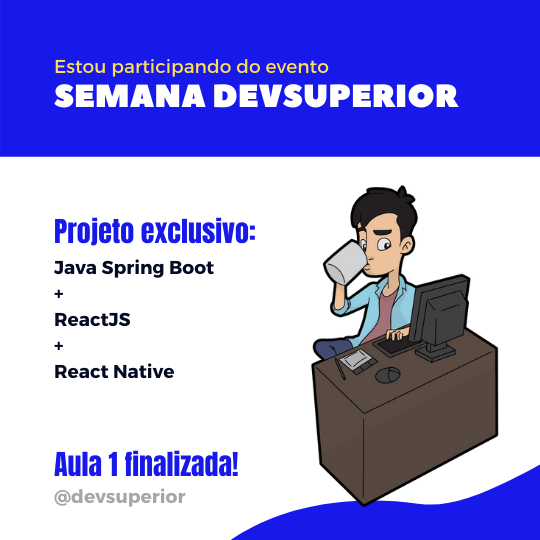 Estou participando do evento
SEMANA DEVSUPERIOR
Projeto exclusivo:
Java Spring Boot
+
ReactJS
+
React Native
Aula 1 finalizada!
@devsuperior